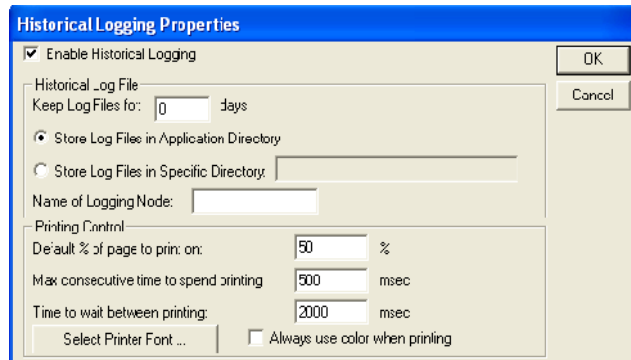 Historical Logging Properties
Enable Historical Logging
OK
Cancel
Historical Log File
Keep Log Files for: 0 days
Store Log Files in Application Directory
Store Log Files in Specific Directory:
Name of Logging Node:
Printing Control
Default % of page to print on: 50 %
Max consecutive time to spend printing 500 msec
Time to wait between printing: 2000 msec
Select Printer Font ... Always use color when printing